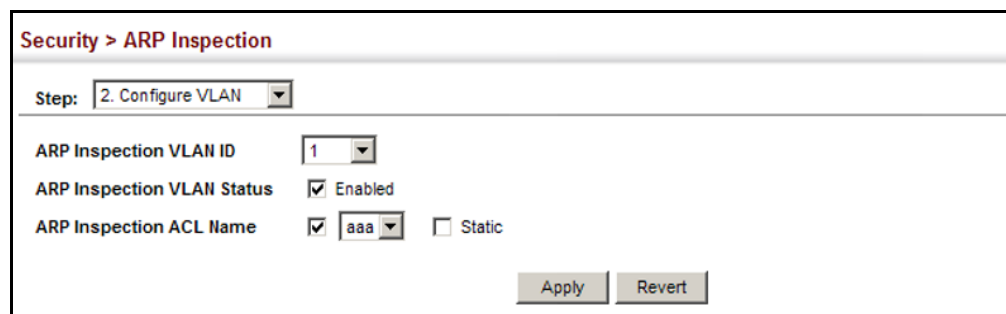 Security > ARP Inspection
Step: 2. Configure VLAN
ARP Inspection VLAN ID 1
ARP Inspection VLAN Status Enabled
ARP Inspection ACL Name aaa Static
Apply Revert